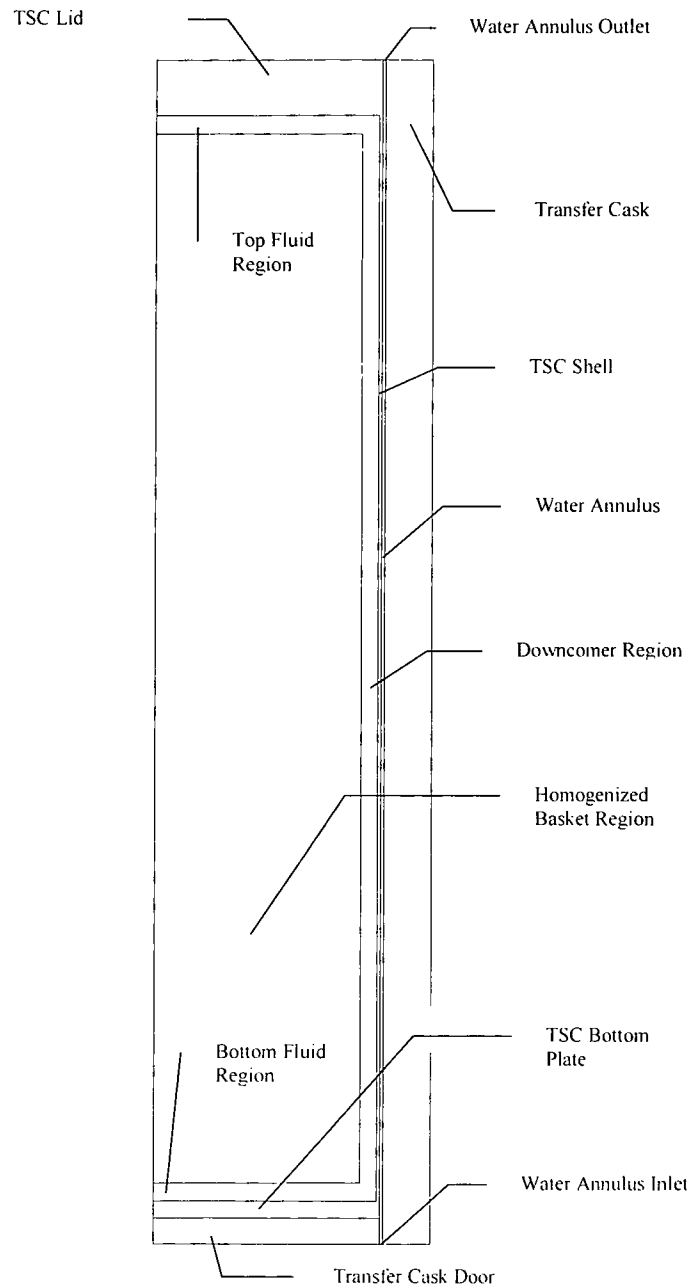 TSC Lid
Water Annulus Outlet
Transfer Cask
Top Fluid
Region
TSC Shell
Water Annulus
Downcomer Region
Homogenized
Basket Region
TSC Bottom
Plate
Bottom Fluid
Region
Water Annulus Inlet
Transfer Cask Door